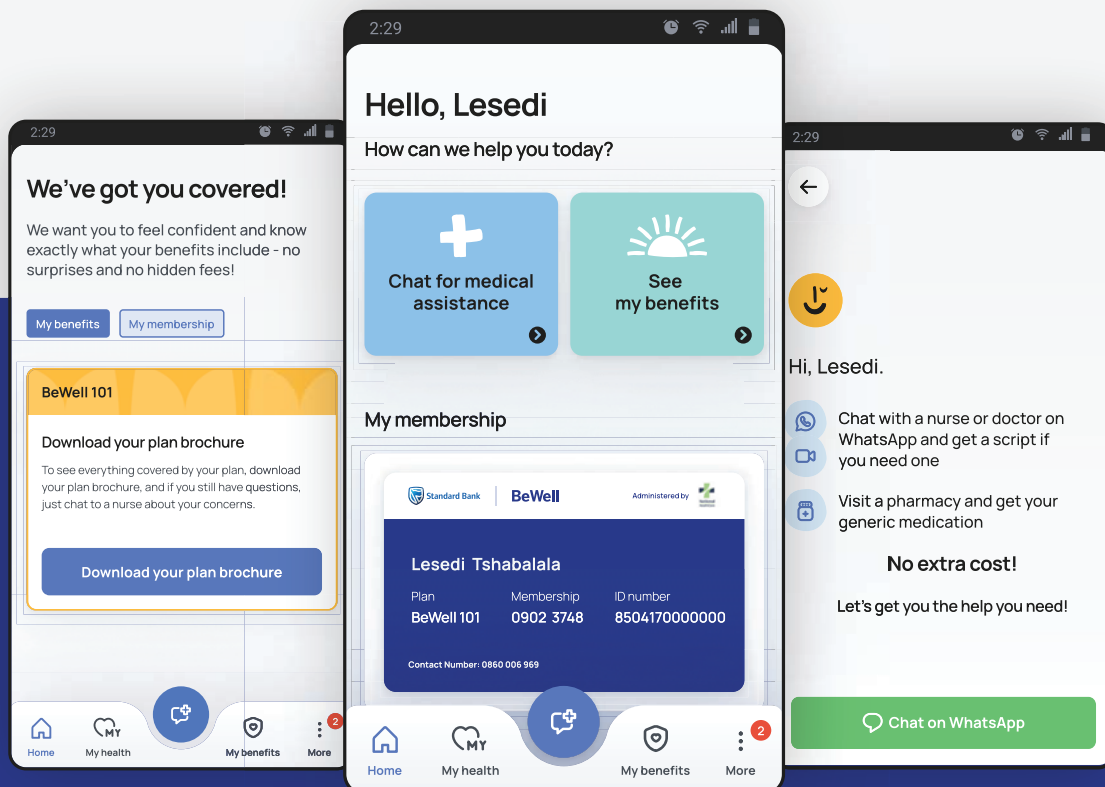 2:29
We've got you covered!
We want you to feel confident and know
exactly what your benefits include - no
surprises and no hidden fees!
My benefits
My membership
BeWell 101
Download your plan brochure
To see everything covered by your plan, download
your plan brochure, and if you still have questions,
just chat to a nurse about your concerns.
Download your plan brochure
Home
My health
My benefits
2
More
2:29
Hello, Lesedi
How can we help you today?
Chat for medical
assistance
See
my benefits
My membership
Standard Bank
BeWell
Administered by
Lesedi Tshabalala
Plan Membership ID number
BeWell 101 0902 3748 8504170000000
Contact Number: 0860 006 969
Home
MY
My health
My benefits
2
More
2:29
Hi, Lesedi.
Chat with a nurse or doctor on
WhatsApp and get a script if
you need one
Visit a pharmacy and get your
generic medication
No extra cost!
Let's get you the help you need!
Chat on WhatsApp